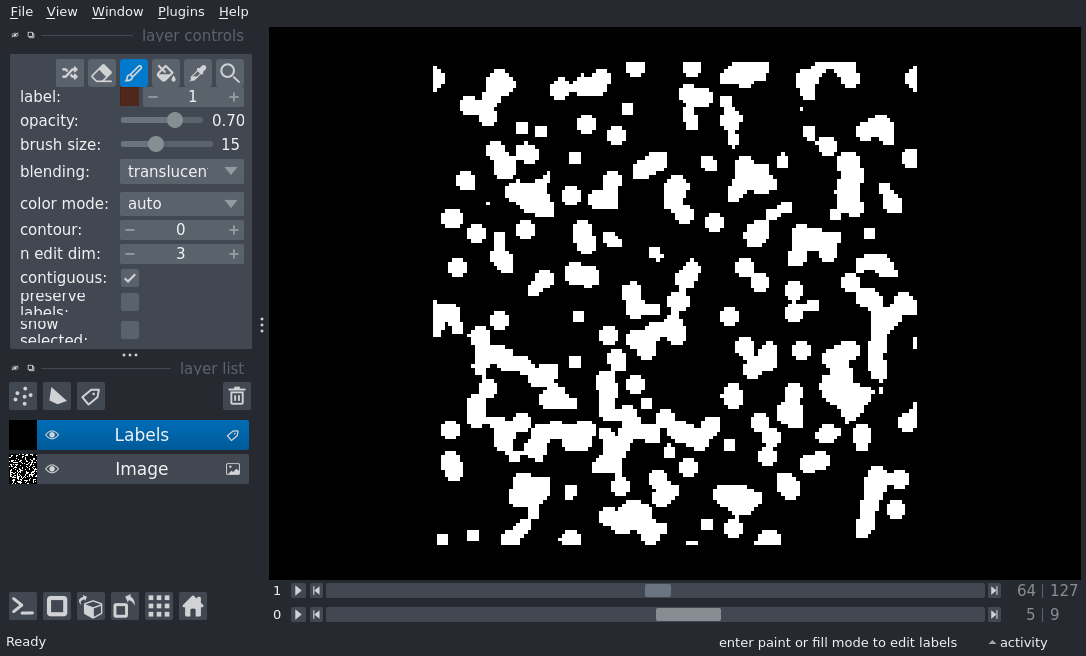 File View Window Plugins Help
layer controls
label: 1
opacity: 0.70
brush size: 15
blending: translucen
color mode: auto
contour: 0
n edit dim: 3
contiguous:
preserve
labels:
show
selected:
layer list
Labels
Image
1 64 | 127
0 5 | 9
Ready enter paint or fill mode to edit labels activity